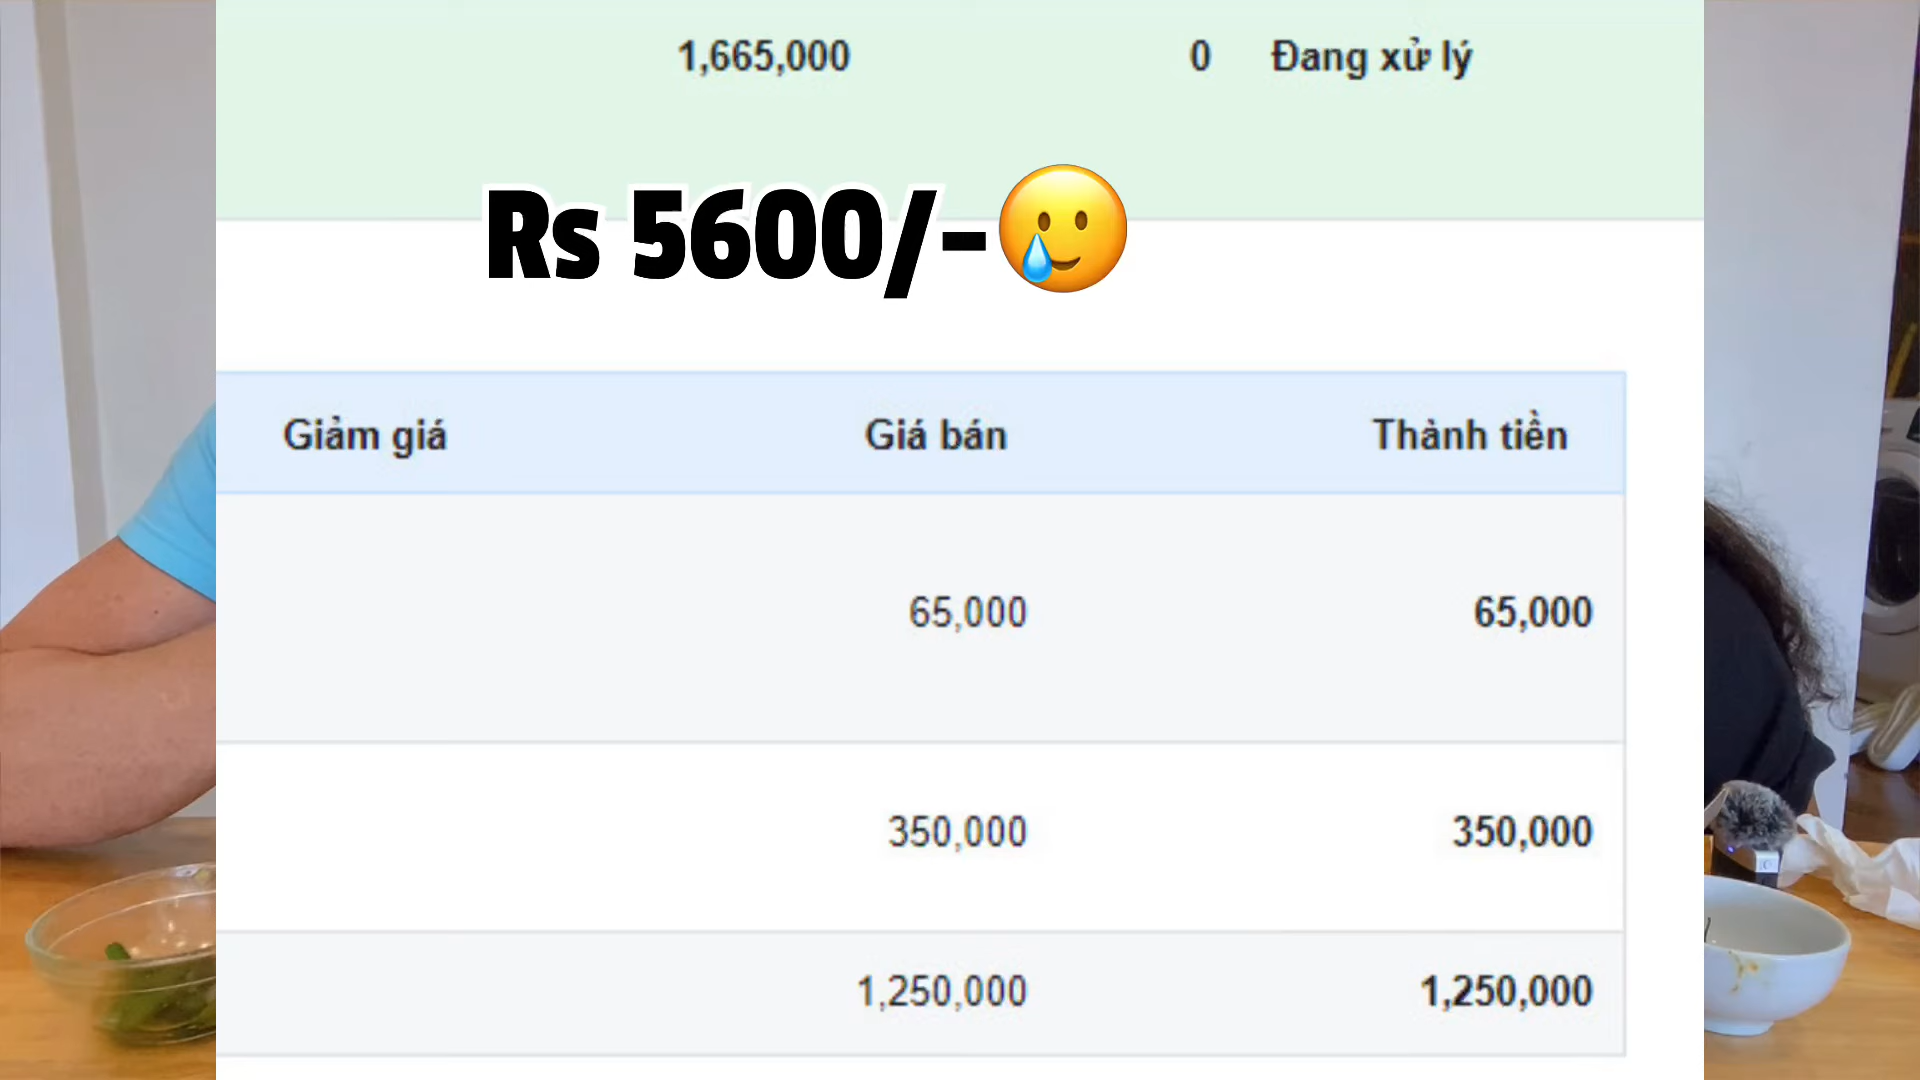 1,665,000 0 Đang xử lý
Rs 5600/-🥲
Giảm giá Giá bán Thành tiền
65,000 65,000
350,000 350,000
1,250,000 1,250,000